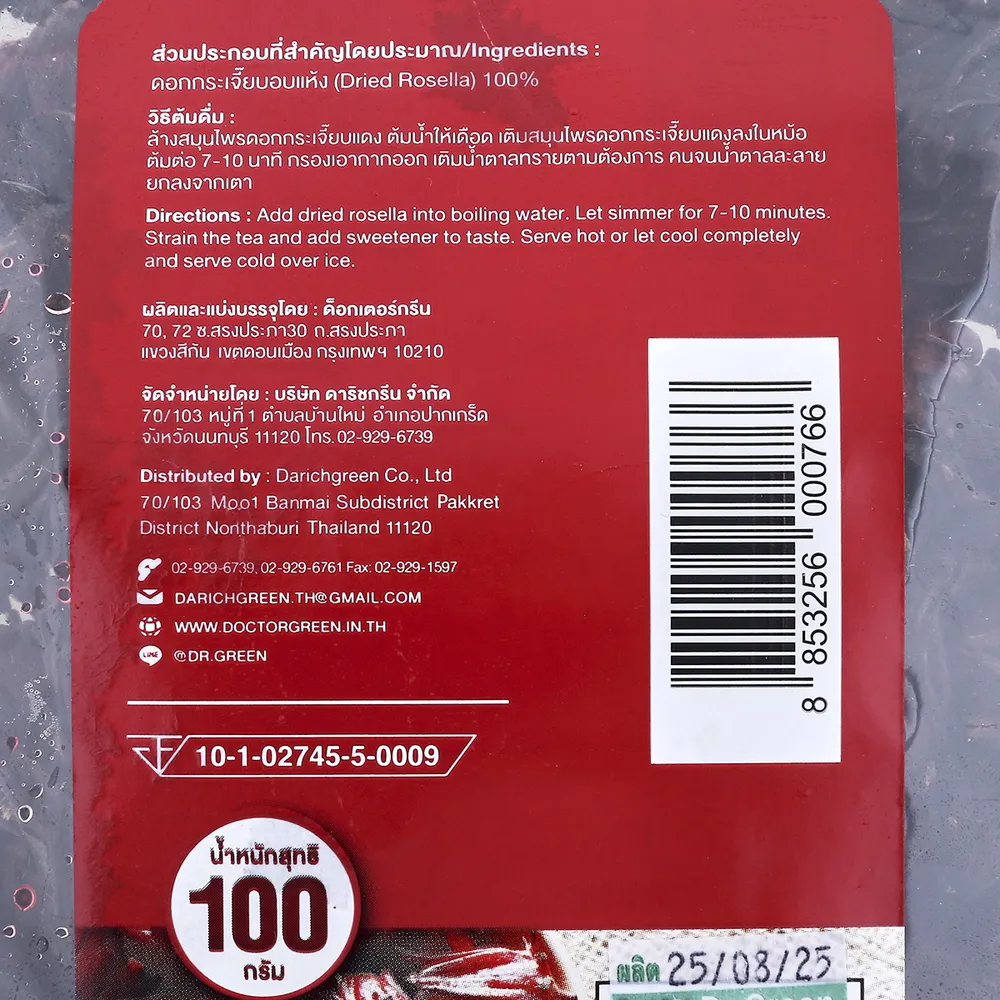 ส่วนประกอบที่สำคัญโดยประมาณ/Ingredients :
ดอกกระเจี๊ยบอบแห้ง (Dried Rosella) 100%
วิธีต้มดื่ม :
ล้างสมุนไพรดอกกระเจี๊ยบแดง ต้มน้ำให้เดือด เติมสมุนไพรดอกกระเจี๊ยบแดงลงในหม้อ
ต้มต่อ 7-10 นาที กรองเอากากออก เติมน้ำตาลทรายตามต้องการ คนจนน้ำตาลละลาย
ยกลงจากเตา
Directions : Add dried rosella into boiling water. Let simmer for 7-10 minutes.
Strain the tea and add sweetener to taste. Serve hot or let cool completely
and serve cold over ice.
ผลิตและแบ่งบรรจุโดย : ด็อกเตอร์กรีน
70, 72 ซ.สรงประภา30 ถ.สรงประภา
แขวงสีกัน เขตดอนเมือง กรุงเทพฯ 10210
จัดจำหน่ายโดย : บริษัท ดาริชกรีน จำกัด
70/103 หมู่ที่1 ตำบลบ้านใหม่ อำเภอปากเกร็ด
จังหวัดนนทบุรี 11120 โทร. 02-929-6739
Distributed by : Darichgreen Co., Ltd
70/103 Moo1 Banmai Subdistrict Pakkret
District Nonthaburi Thailand 11120
02-929-6739, 02-929-6761 Fax: 02-929-1597
DARICHGREEN.TH@GMAIL.COM
WWW.DOCTORGREEN.IN.TH
LINE @DR.GREEN
10-1-02745-5-0009
8 853256 000766
น้ำหนักสุทธิ
100
กรัม
ผลิต 25/08/25